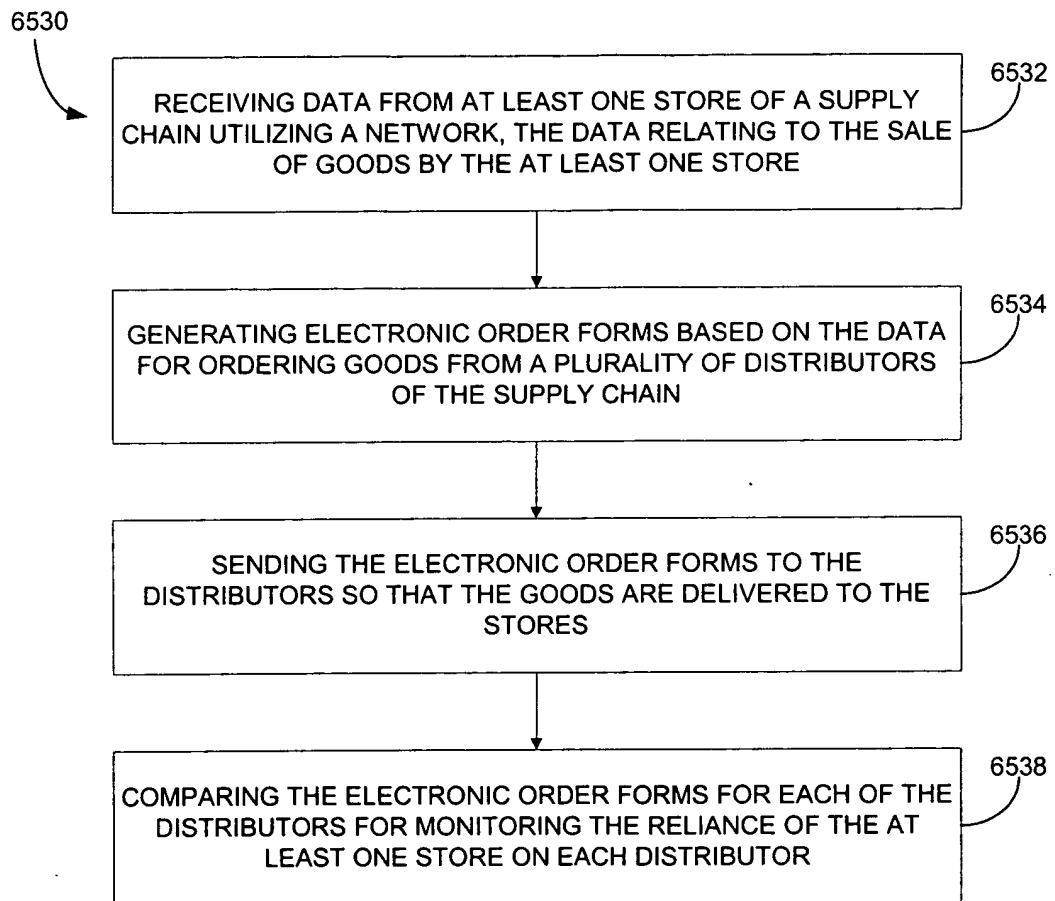 6530
6532
RECEIVING DATA FROM AT LEAST ONE STORE OF A SUPPLY
CHAIN UTILIZING A NETWORK, THE DATA RELATING TO THE SALE
OF GOODS BY THE AT LEAST ONE STORE
6534
GENERATING ELECTRONIC ORDER FORMS BASED ON THE DATA
FOR ORDERING GOODS FROM A PLURALITY OF DISTRIBUTORS
OF THE SUPPLY CHAIN
6536
SENDING THE ELECTRONIC ORDER FORMS TO THE
DISTRIBUTORS SO THAT THE GOODS ARE DELIVERED TO THE
STORES
6538
COMPARING THE ELECTRONIC ORDER FORMS FOR EACH OF THE
DISTRIBUTORS FOR MONITORING THE RELIANCE OF THE AT
LEAST ONE STORE ON EACH DISTRIBUTOR